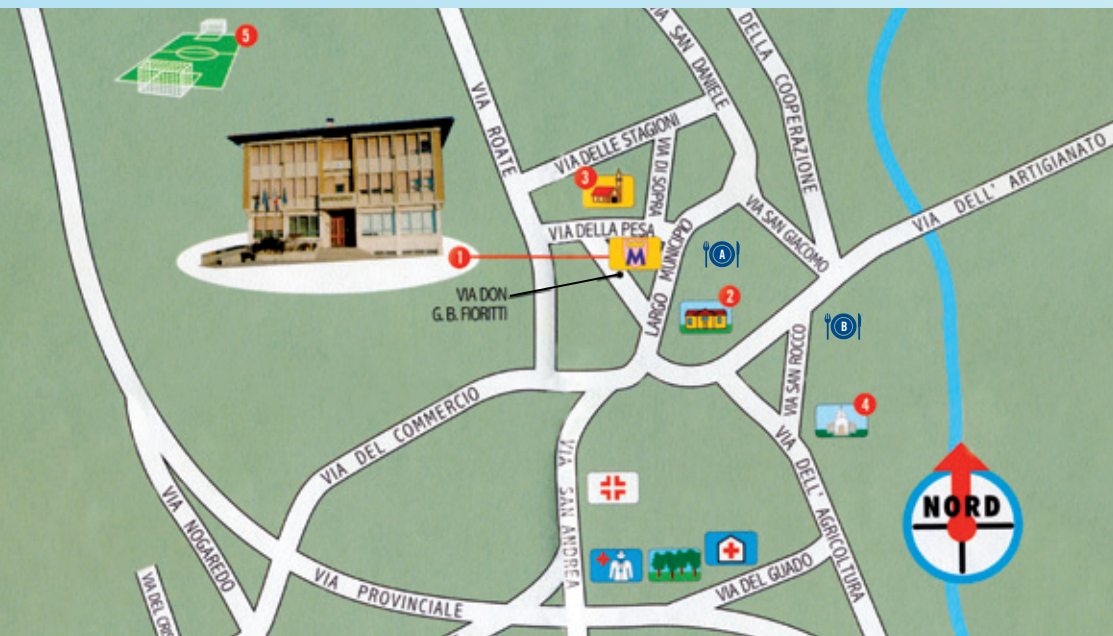 5
VIA SAN DANIELE
DELLA COOPERAZIONE
VIA ROATE
VIA DELLE STAGIONI
VIA DI SOPRA
3
VIA DELL' ARTIGIANATO
VIA SAN GIACOMO
VIA DELLA PESA
M
1
LARGO MUNICIPIO
A
VIA DON
G. B. FIORITTI
2
B
VIA SAN ROCCO
4
VIA DEL COMMERCIO
VIA DELL' AGRICOLTURA
VIA SAN ANDREA
VIA NOGAREDO
NORD
VIA DEL GUADO
VIA PROVINCIALE
VIA DEL